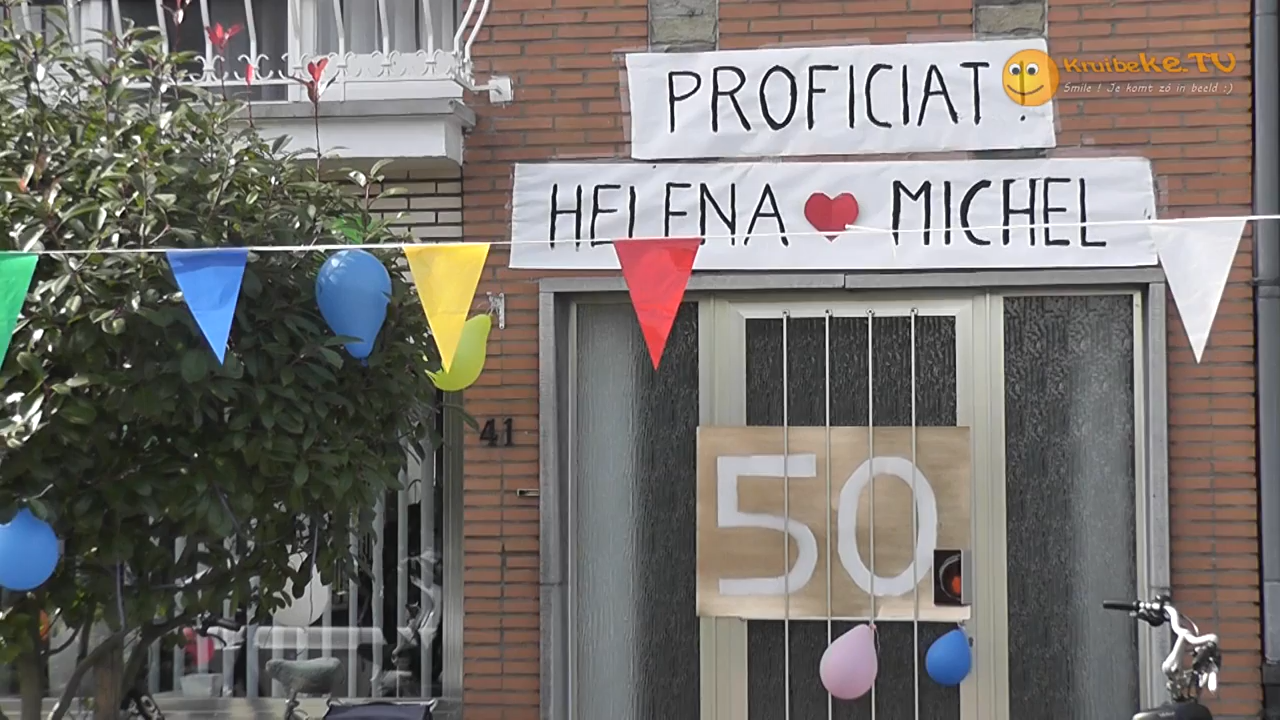 PROFICIAT!
KruibeKE.TV
Smile ! Je komt zó in beeld :)
HELENA MICHEL
41
50